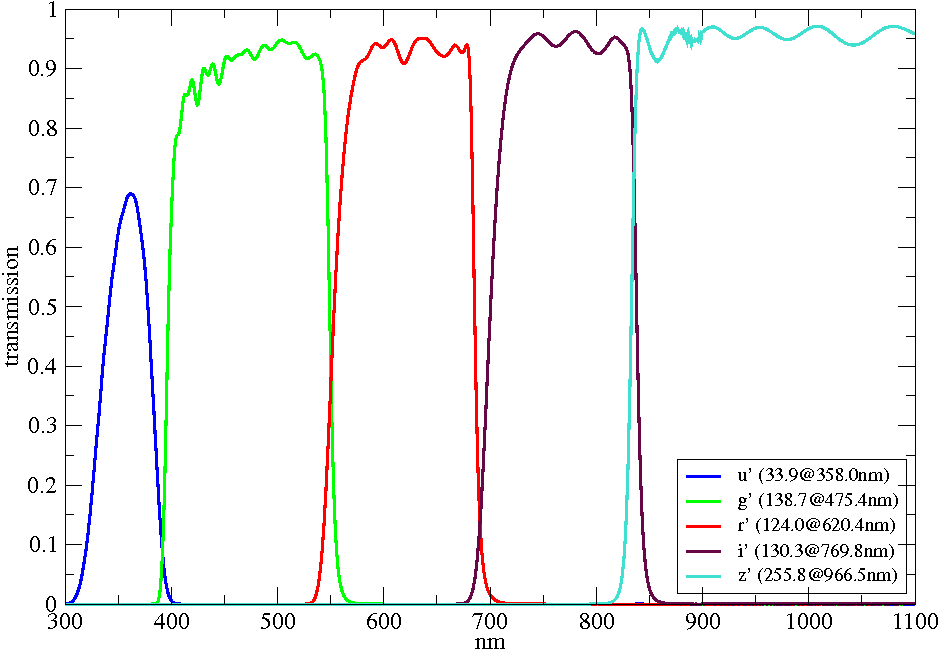 1
0.9
0.8
0.7
0.6
0.5
0.4
0.3
0.2
0.1
0
transmission
300 400 500 600 700 800 900 1000 1100
nm
u' (33.9@358.0nm)
g' (138.7@475.4nm)
r' (124.0@620.4nm)
i' (130.3@769.8nm)
z' (255.8@966.5nm)